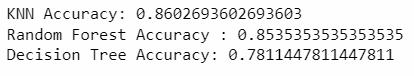 KNN Accuracy: 0.8602693602693603
Random Forest Accuracy : 0.8535353535353535
Decision Tree Accuracy: 0.7811447811447811